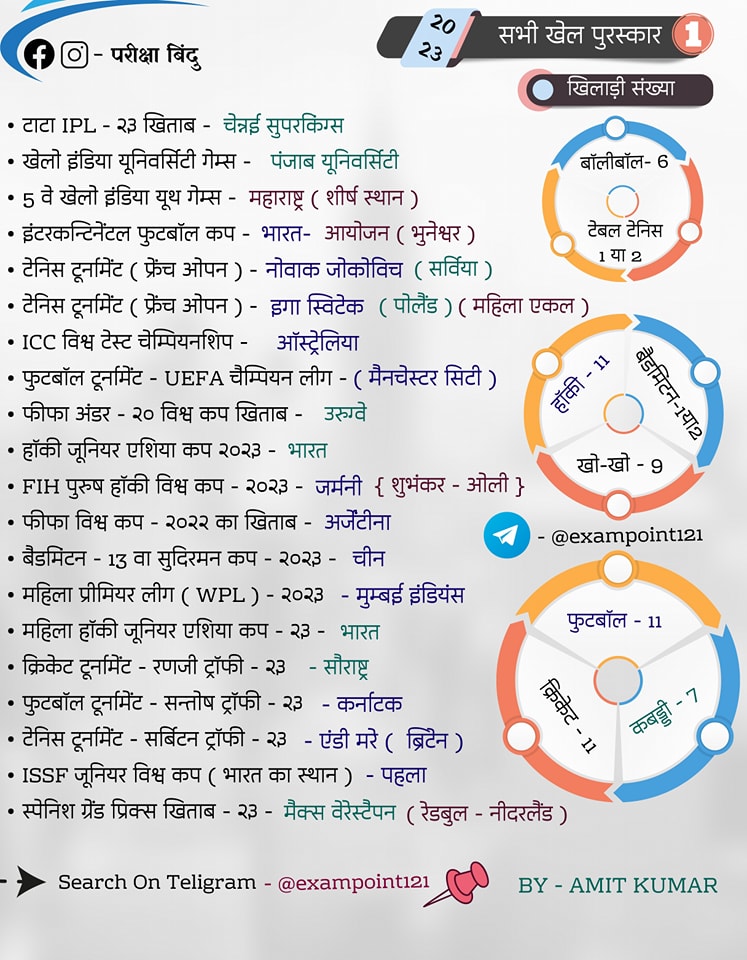 - परीक्षा बिंदु
20
23
सभी खेल पुरस्कार 1
खिलाड़ी संख्या
• टाटा IPL - २३ खिताब - चेन्नई सुपरकिंग्स
• खेलो इंडिया यूनिवर्सिटी गेम्स - पंजाब यूनिवर्सिटी
• 5 वे खेलो इंडिया यूथ गेम्स - महाराष्ट्र ( शीर्ष स्थान )
• इंटरकन्टिनेंटल फुटबॉल कप - भारत- आयोजन ( भुनेश्वर )
• टेनिस टूर्नामेंट ( फ्रेंच ओपन ) - नोवाक जोकोविच ( सर्विया )
• टेनिस टूर्नामेंट ( फ्रेंच ओपन ) - इगा स्विटेक ( पोलैंड ) ( महिला एकल )
• ICC विश्व टेस्ट चेम्पियनशिप - ऑस्ट्रेलिया
• फुटबॉल टूर्नामेंट - UEFA चैम्पियन लीग - ( मैनचेस्टर सिटी )
• फीफा अंडर - २० विश्व कप खिताब - उरुग्वे
• हॉकी जूनियर एशिया कप २०२३ - भारत
• FIH पुरुष हॉकी विश्व कप - २०२३ - जर्मनी { शुभंकर - ओली }
• फीफा विश्व कप - २०२२ का खिताब - अर्जेंटीना
• बैडमिटन - 13 वा सुदिरमन कप - २०२३ - चीन
• महिला प्रीमियर लीग ( WPL ) - २०२३ - मुम्बई इंडियंस
• महिला हॉकी जूनियर एशिया कप - २३ - भारत
• क्रिकेट टूर्नामेंट - रणजी ट्रॉफी - २३ - सौराष्ट्र
• फुटबॉल टूर्नामेंट - सन्तोष ट्रॉफी - २३ - कर्नाटक
• टेनिस टूर्नामेंट - सर्बिटन ट्रॉफी - २३ - एंडी मरे ( ब्रिटेन )
• ISSF जूनियर विश्व कप ( भारत का स्थान ) - पहला
• स्पेनिश ग्रेंड प्रिक्स खिताब - २३ - मैक्स वेरेस्टैपन ( रेडबुल - नीदरलैंड )
बॉलीबॉल- 6
टेबल टेनिस
1 या 2
हॉकी - 11
बैडमिटन-1या2
खो-खो - 9
- @exampoint121
फुटबॉल - 11
क्रिकेट - 11
कबड्डी - 7
Search On Teligram - @exampoint121
BY - AMIT KUMAR